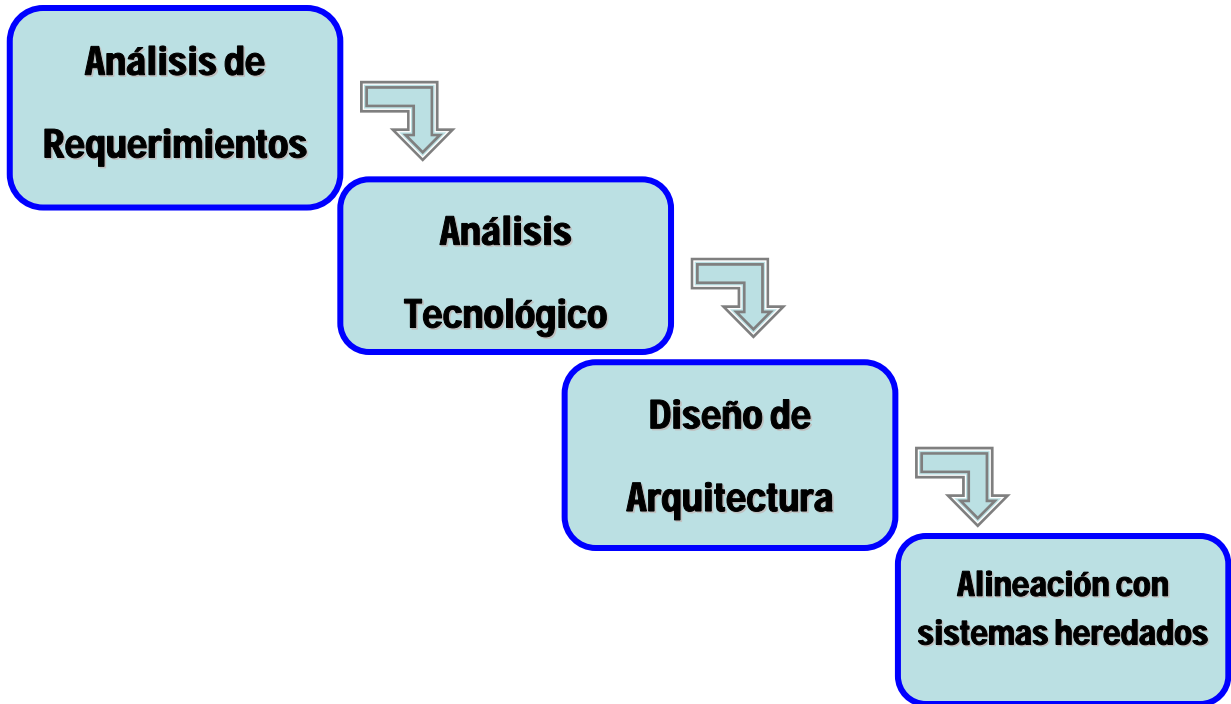 Análisis de
Requerimientos
Análisis
Tecnológico
Diseño de
Arquitectura
Alineación con
sistemas heredados